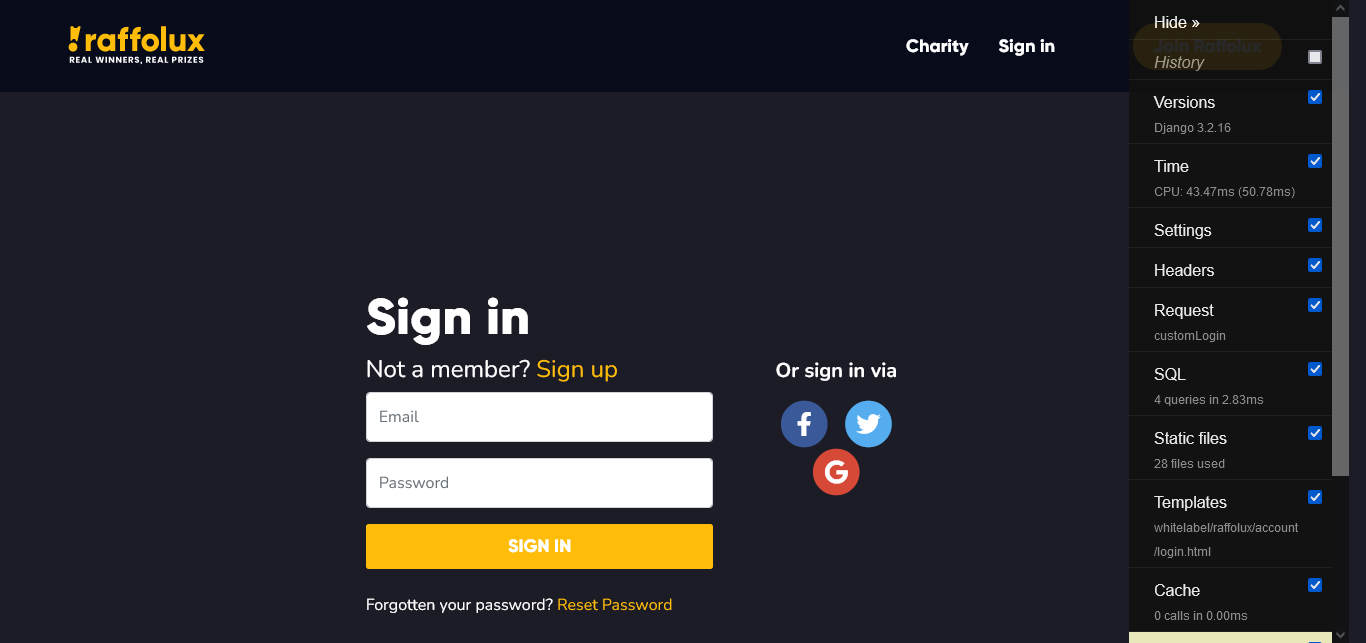 raffolux
REAL WINNERS, REAL PRIZES
Charity
Sign in
Join Raffolux
Sign in
Not a member? Sign up
Email
Password
SIGN IN
Forgotten your password? Reset Password
Or sign in via
Hide »
History
Versions
Django 3.2.16
Time
CPU: 43.47ms (50.78ms)
Settings
Headers
Request
customLogin
SQL
4 queries in 2.83ms
Static files
28 files used
Templates
whitelabel/raffolux/account
/login.html
Cache
0 calls in 0.00ms